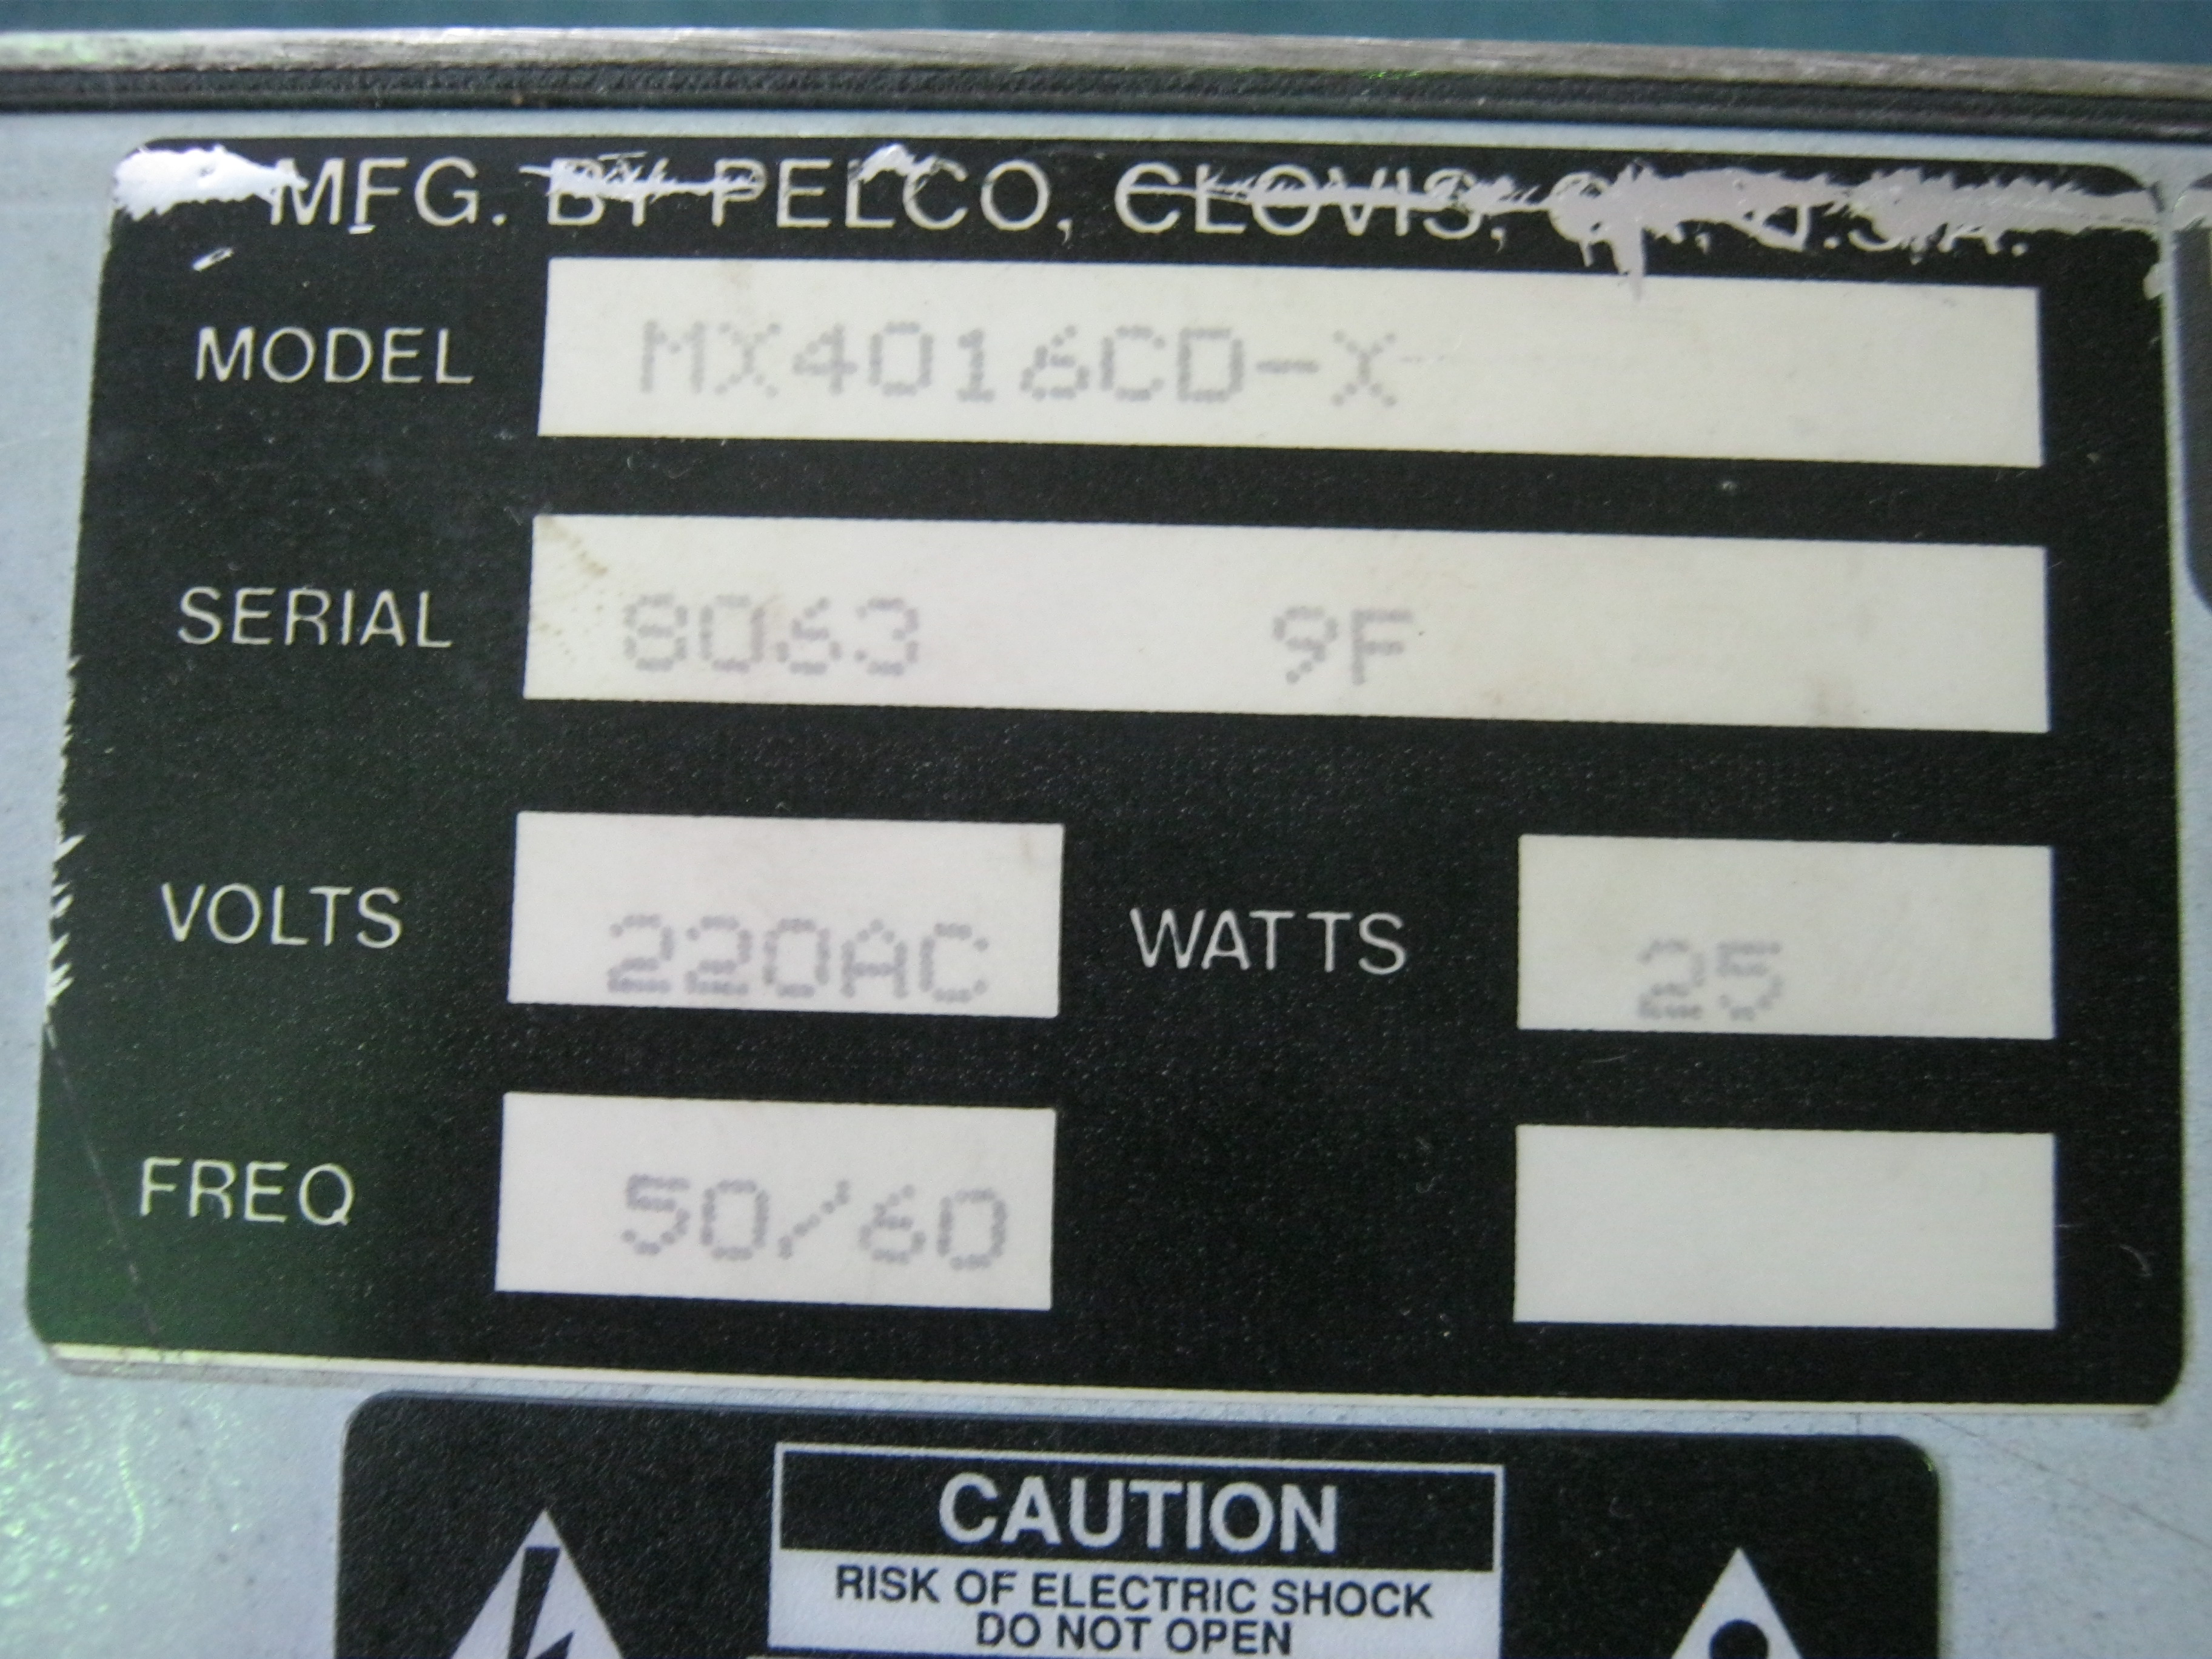 MFG. BY PELCO, CLOVIS, U.S.A.
MODEL MX4016CD-X
SERIAL 8063 9F
VOLTS 220AC WATTS 25
FREQ 50/60
CAUTION
RISK OF ELECTRIC SHOCK
DO NOT OPEN